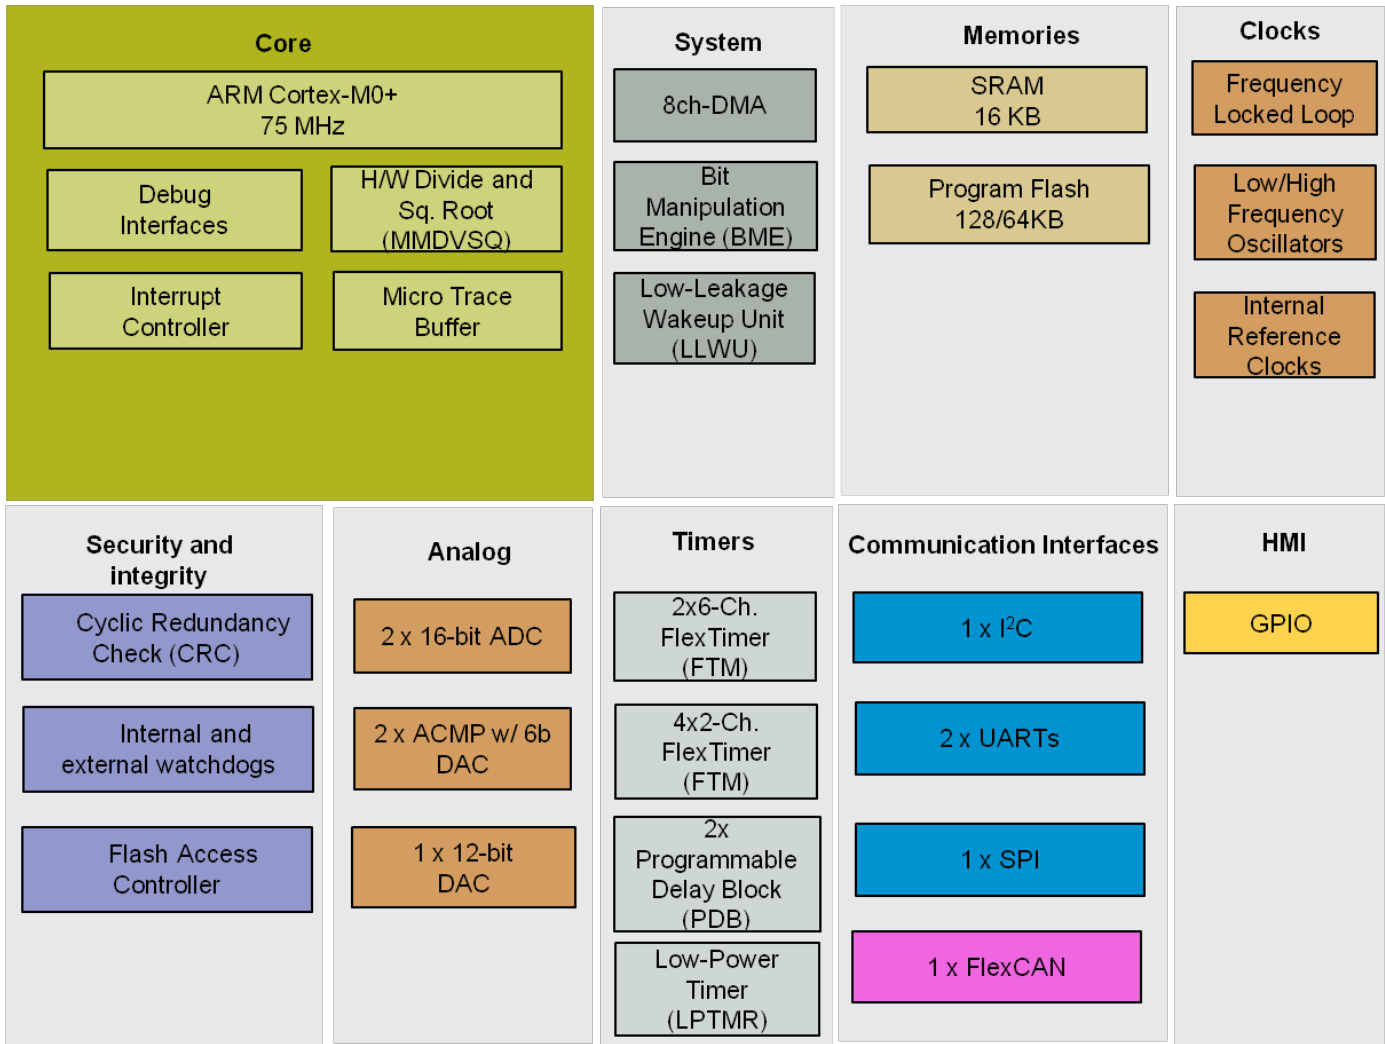 Core
ARM Cortex-M0+
75 MHz
Debug
Interfaces
H/W Divide and
Sq. Root
(MMDVSQ)
Interrupt
Controller
Micro Trace
Buffer
System
8ch-DMA
Bit
Manipulation
Engine (BME)
Low-Leakage
Wakeup Unit
(LLWU)
Memories
SRAM
16 KB
Program Flash
128/64KB
Clocks
Frequency
Locked Loop
Low/High
Frequency
Oscillators
Internal
Reference
Clocks
Security and
integrity
Cyclic Redundancy
Check (CRC)
Internal and
external watchdogs
Flash Access
Controller
Analog
2 x 16-bit ADC
2 x ACMP w/ 6b
DAC
1 x 12-bit
DAC
Timers
2x6-Ch.
FlexTimer
(FTM)
4x2-Ch.
FlexTimer
(FTM)
2x
Programmable
Delay Block
(PDB)
Low-Power
Timer
(LPTMR)
Communication Interfaces
1 x I²C
2 x UARTs
1 x SPI
1 x FlexCAN
HMI
GPIO